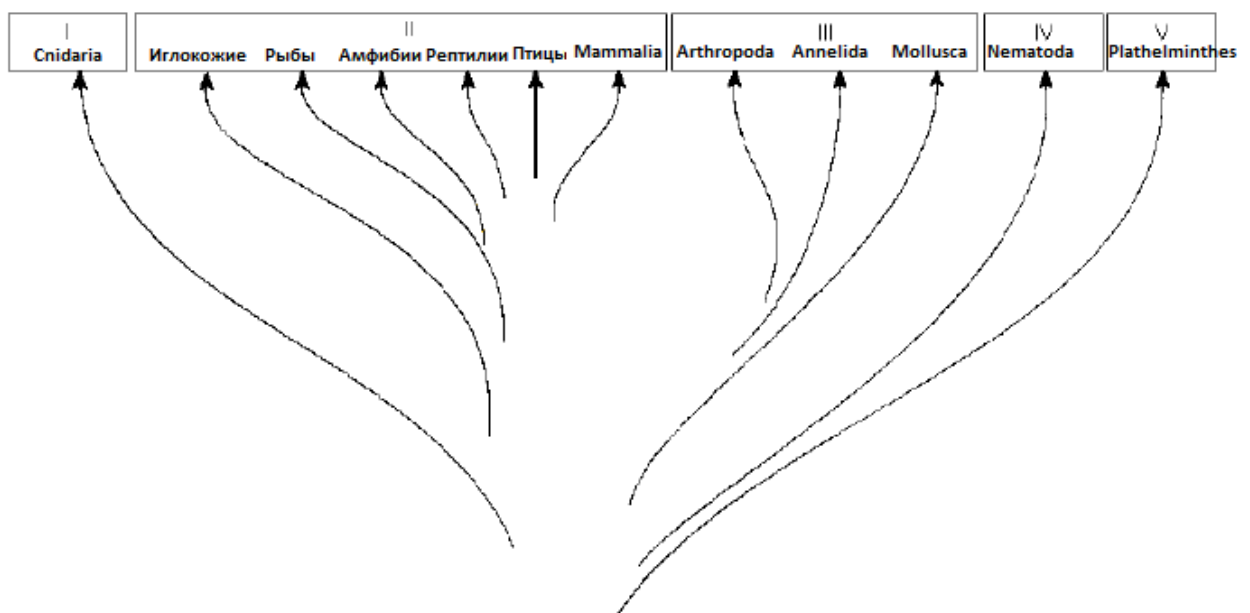 I II III IV V
Cnidaria Иглокожие Рыбы Амфибии Рептилии Птицы Mammalia Arthropoda Annelida Mollusca Nematoda Plathelminthes